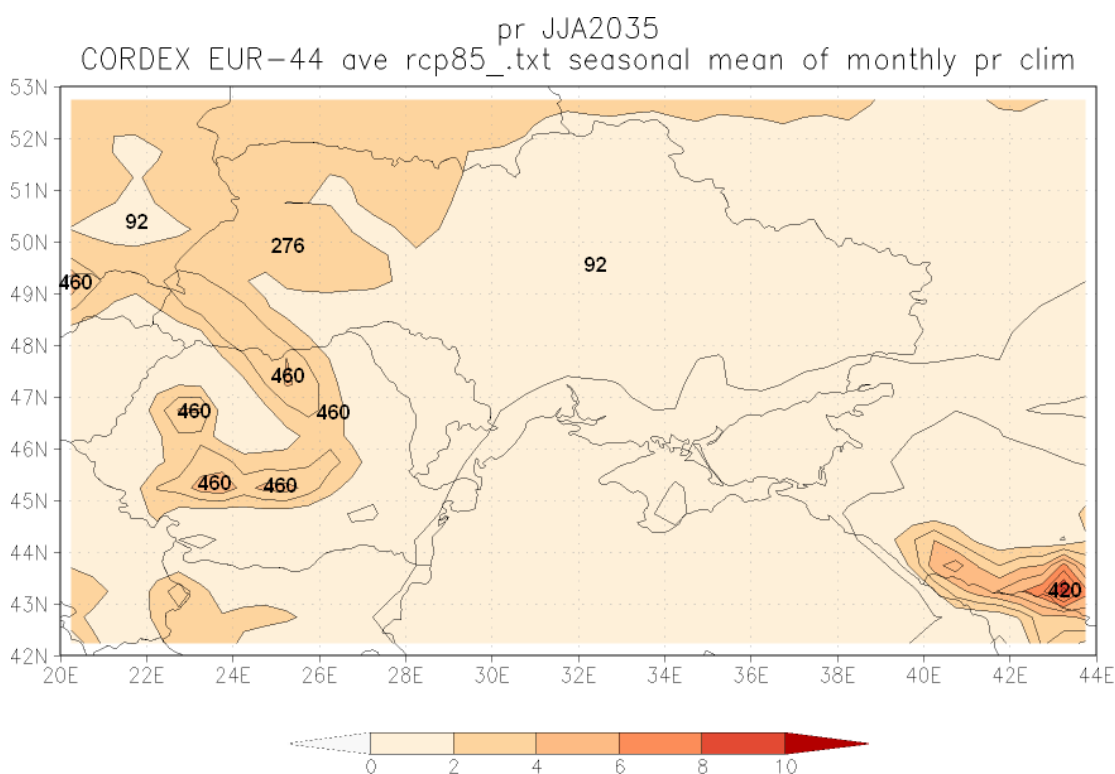 pr JJA2035
CORDEX EUR-44 ave rcp85_.txt seasonal mean of monthly pr clim
53N
52N
51N
92
50N
276
92
460
49N
48N
460
47N
460
460
46N
460
460
45N
44N
43N
420
42N
20E 22E 24E 26E 28E 30E 32E 34E 36E 38E 40E 42E 44E
0 2 4 6 8 10